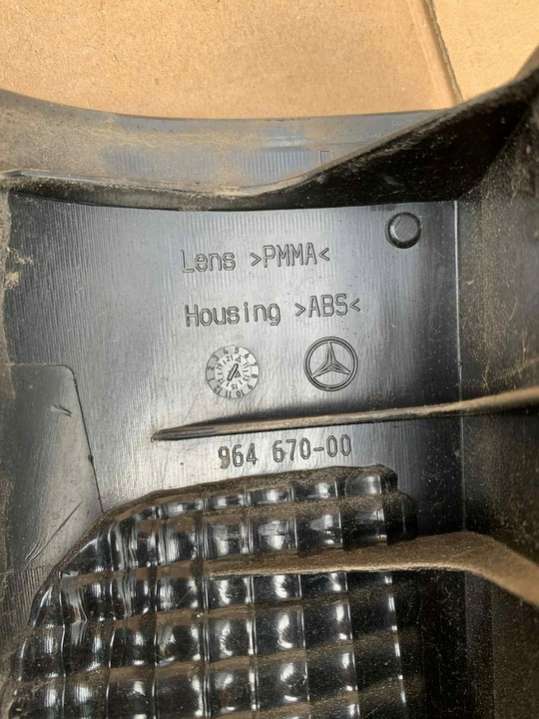 Lens >PMMA<
Housing >ABS<
964 670-00